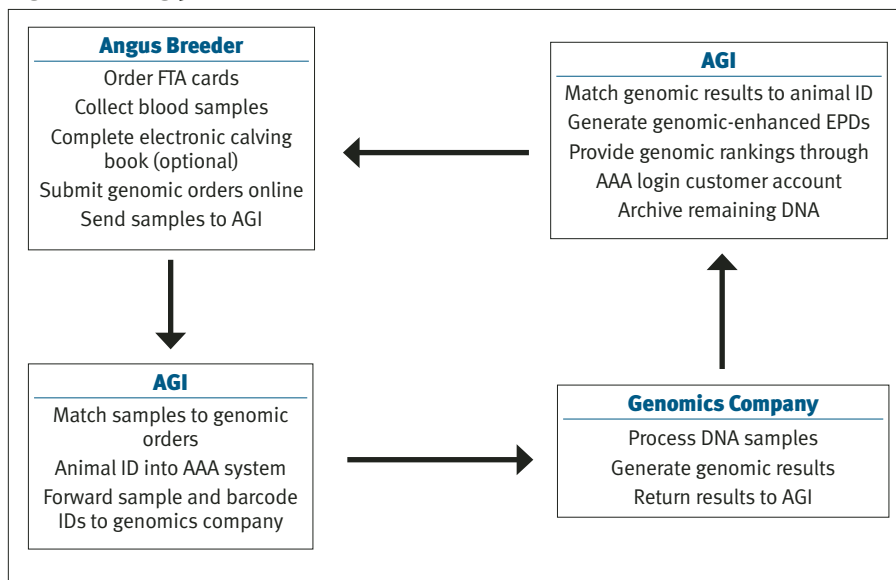 Angus Breeder
Order FTA cards
Collect blood samples
Complete electronic calving
book (optional)
Submit genomic orders online
Send samples to AGI
AGI
Match samples to genomic
orders
Animal ID into AAA system
Forward sample and barcode
IDs to genomics company
Genomics Company
Process DNA samples
Generate genomic results
Return results to AGI
AGI
Match genomic results to animal ID
Generate genomic-enhanced EPDs
Provide genomic rankings through
AAA login customer account
Archive remaining DNA